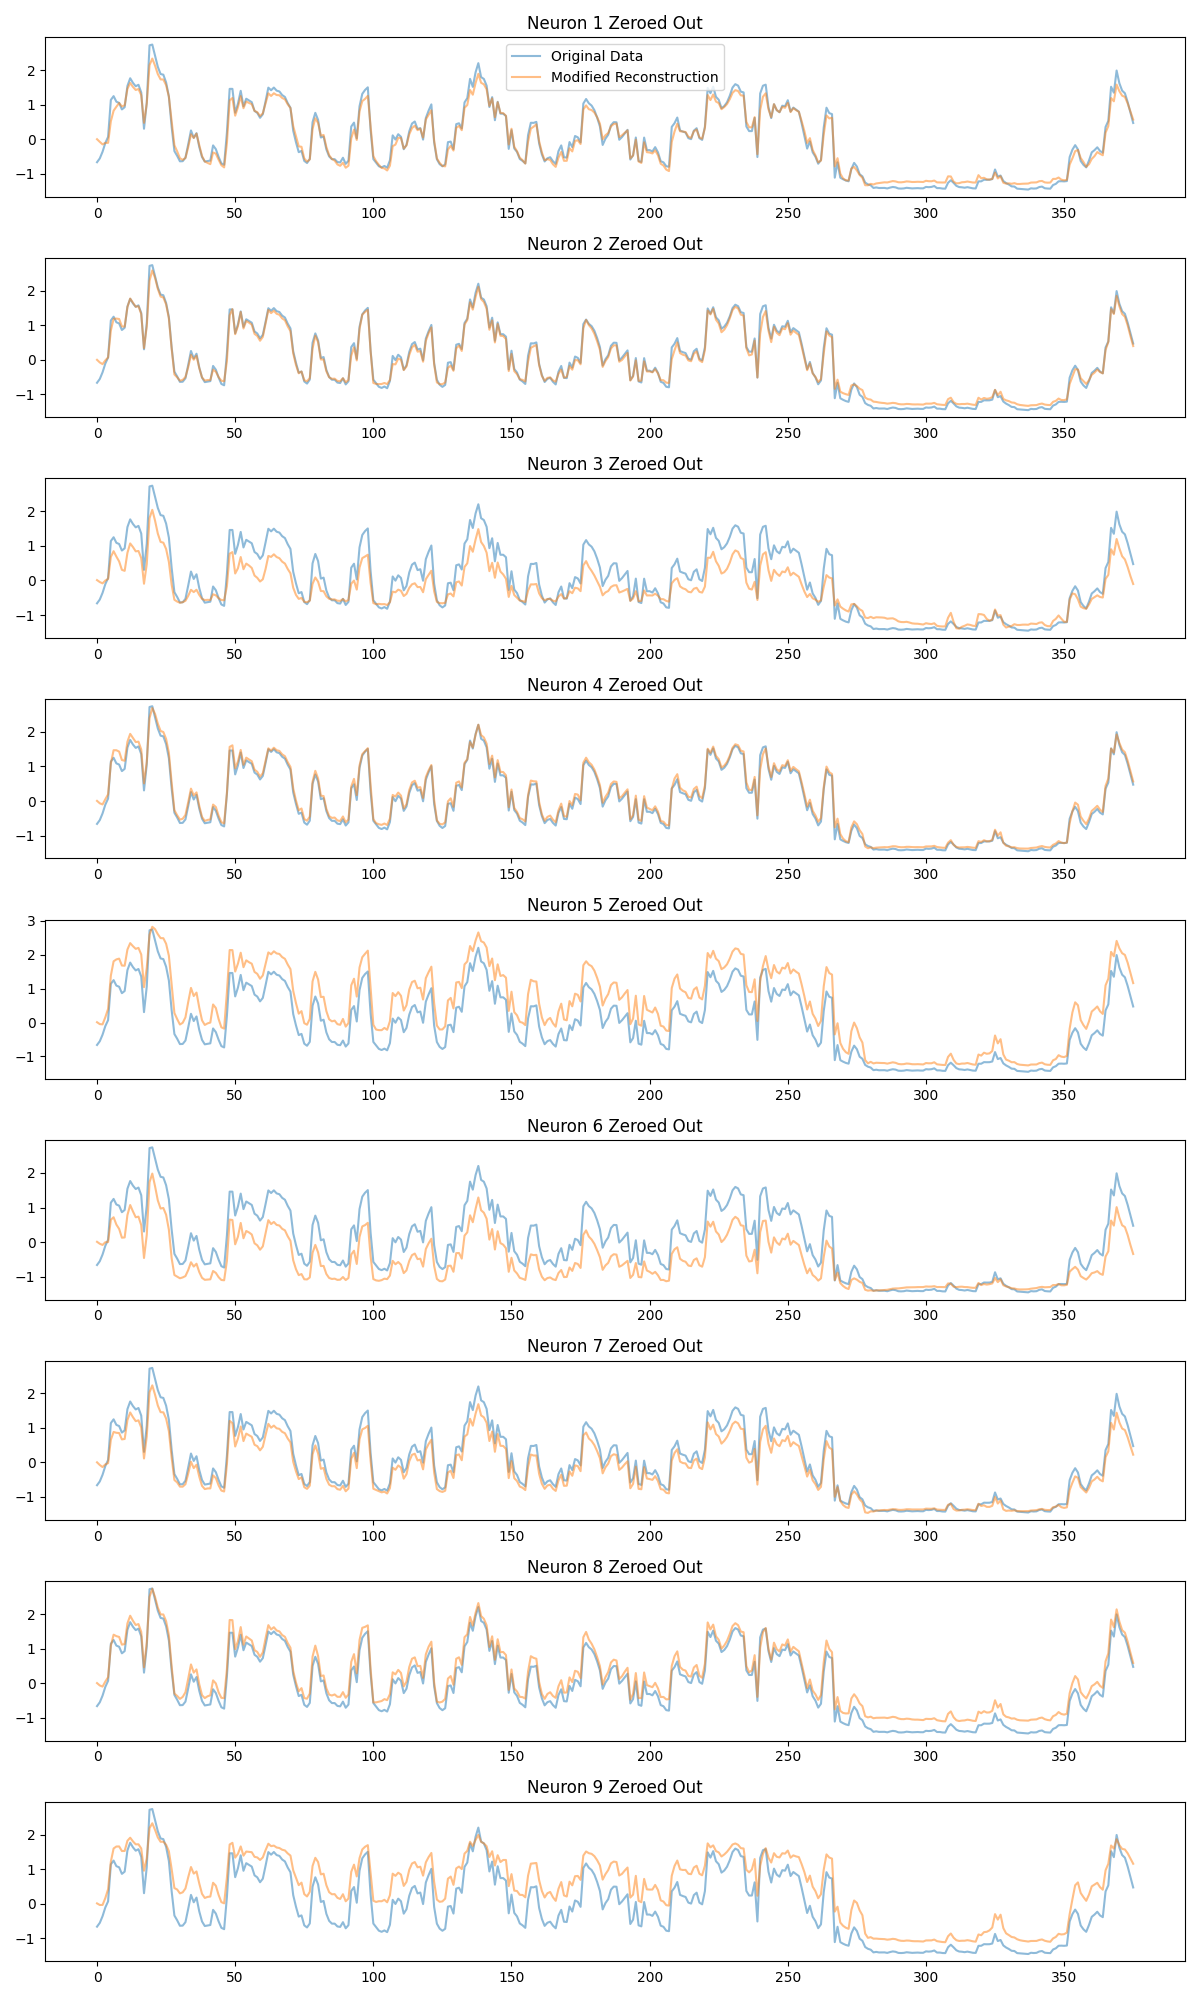 Neuron 1 Zeroed Out
Original Data
Modified Reconstruction
2
1
0
−1
0 50 100 150 200 250 300 350
Neuron 2 Zeroed Out
2
1
0
−1
0 50 100 150 200 250 300 350
Neuron 3 Zeroed Out
2
1
0
−1
0 50 100 150 200 250 300 350
Neuron 4 Zeroed Out
2
1
0
−1
0 50 100 150 200 250 300 350
Neuron 5 Zeroed Out
3
2
1
0
−1
0 50 100 150 200 250 300 350
Neuron 6 Zeroed Out
2
1
0
−1
0 50 100 150 200 250 300 350
Neuron 7 Zeroed Out
2
1
0
−1
0 50 100 150 200 250 300 350
Neuron 8 Zeroed Out
2
1
0
−1
0 50 100 150 200 250 300 350
Neuron 9 Zeroed Out
2
1
0
−1
0 50 100 150 200 250 300 350